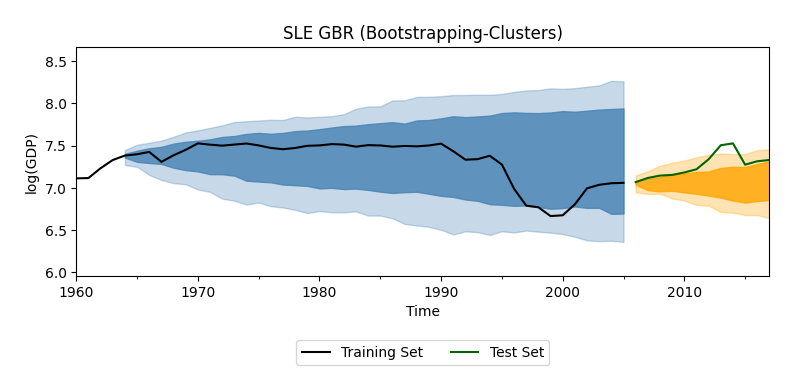 SLE GBR (Bootstrapping-Clusters)
log(GDP)
8.5
8.0
7.5
7.0
6.5
6.0
1960 1970 1980 1990 2000 2010
Time
Training Set Test Set